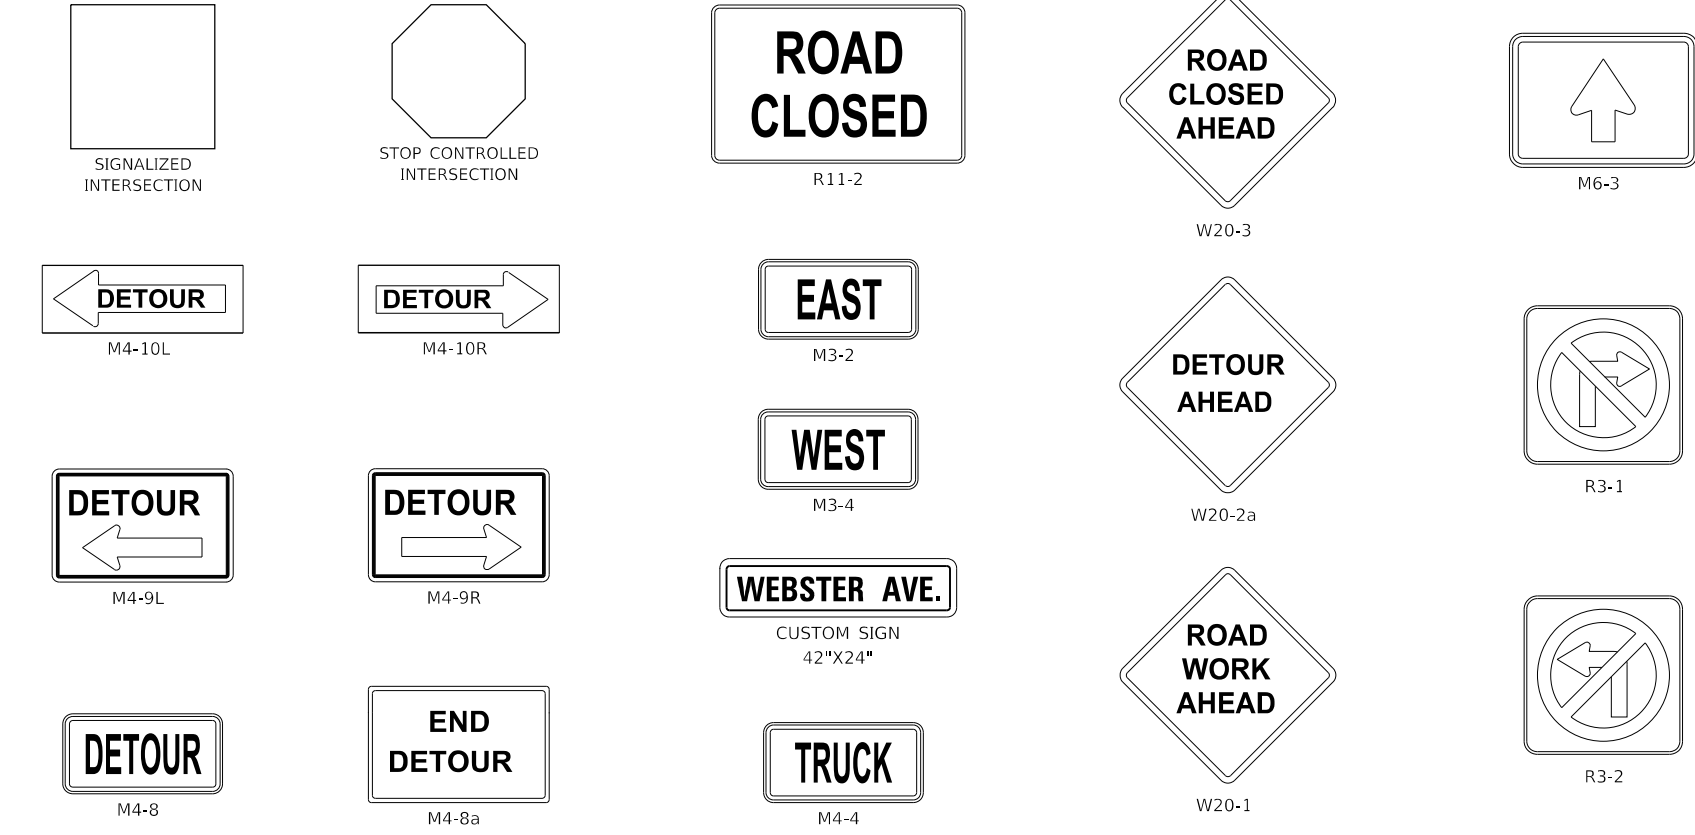 SIGNALIZED
INTERSECTION
STOP CONTROLLED
INTERSECTION
ROAD
CLOSED
R11-2
ROAD
CLOSED
AHEAD
W20-3
M6-3
DETOUR
M4-10L
DETOUR
M4-10R
EAST
M3-2
DETOUR
AHEAD
W20-2a
R3-1
DETOUR
M4-9L
DETOUR
M4-9R
WEST
M3-4
WEBSTER AVE.
CUSTOM SIGN
42"X24"
ROAD
WORK
AHEAD
W20-1
R3-2
DETOUR
M4-8
END
DETOUR
M4-8a
TRUCK
M4-4